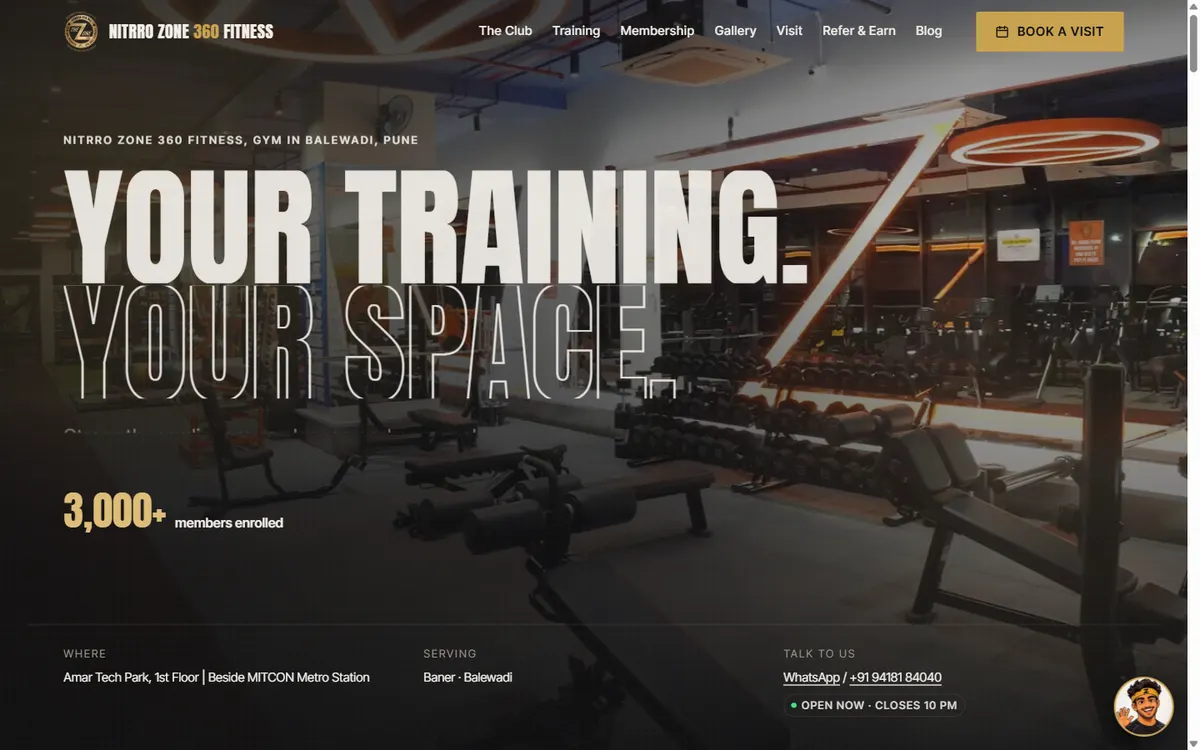 NITRRO ZONE 360 FITNESS
The Club
Training
Membership
Gallery
Visit
Refer & Earn
Blog
BOOK A VISIT
NITRRO ZONE 360 FITNESS, GYM IN BALEWADI, PUNE
YOUR TRAINING.
YOUR SPACE.
3,000+ members enrolled
WHERE
Amar Tech Park, 1st Floor | Beside MITCON Metro Station
SERVING
Baner · Balewadi
TALK TO US
WhatsApp / +91 94181 84040
OPEN NOW · CLOSES 10 PM